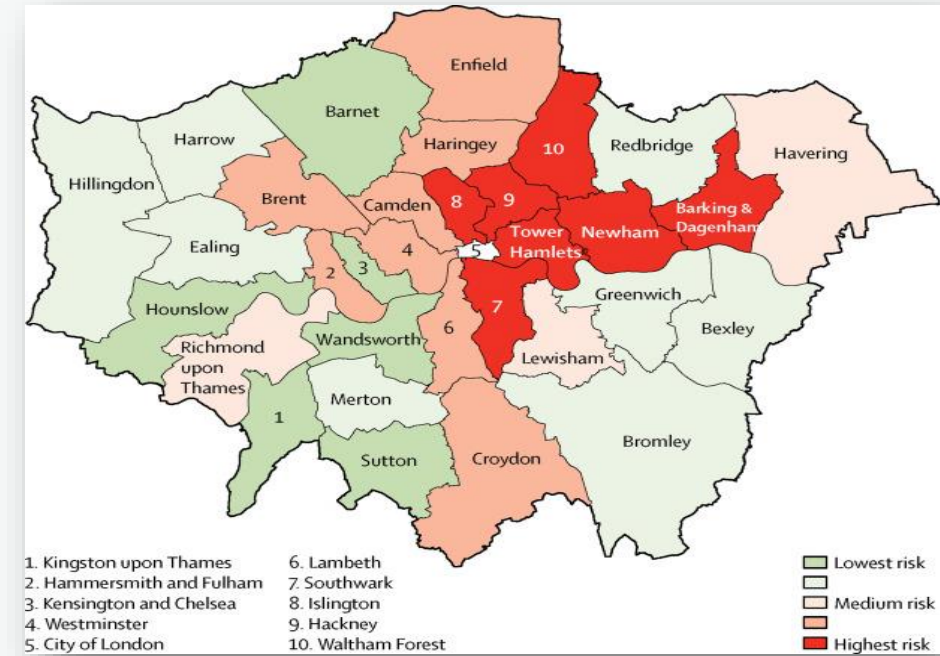 Enfield
Barnet
Harrow
Haringey
10
Redbridge
Havering
Hillingdon
Brent
Camden
8
9
Barking &
Dagenham
Ealing
2
3
4
5
Tower
Hamlets
Newham
Hounslow
Greenwich
7
6
Wandsworth
Bexley
Richmond
upon
Thames
Lewisham
Merton
1
Bromley
Sutton
Croydon
1. Kingston upon Thames
2. Hammersmith and Fulham
3. Kensington and Chelsea
4. Westminster
5. City of London
6. Lambeth
7. Southwark
8. Islington
9. Hackney
10. Waltham Forest
Lowest risk
Medium risk
Highest risk